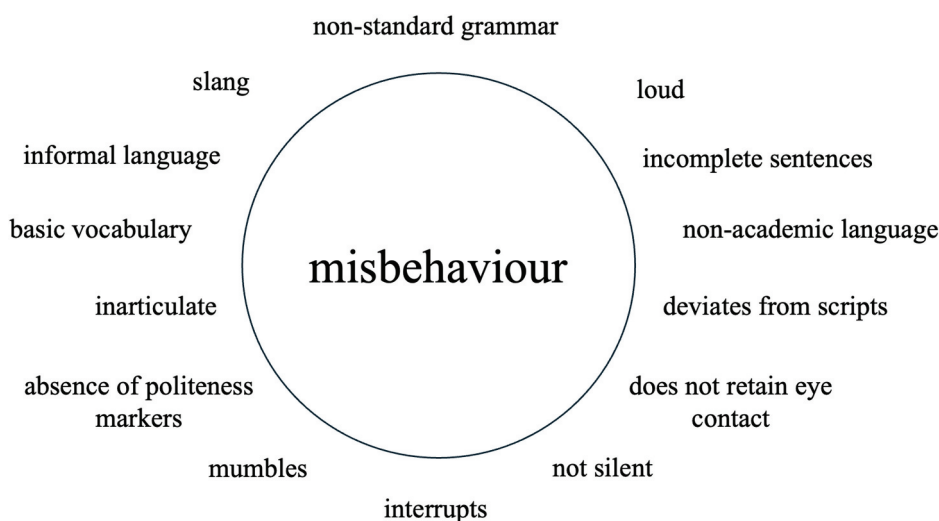 non-standard grammar
slang
loud
informal language
incomplete sentences
basic vocabulary
non-academic language
misbehaviour
inarticulate
deviates from scripts
absence of politeness
markers
does not retain eye
contact
mumbles
not silent
interrupts